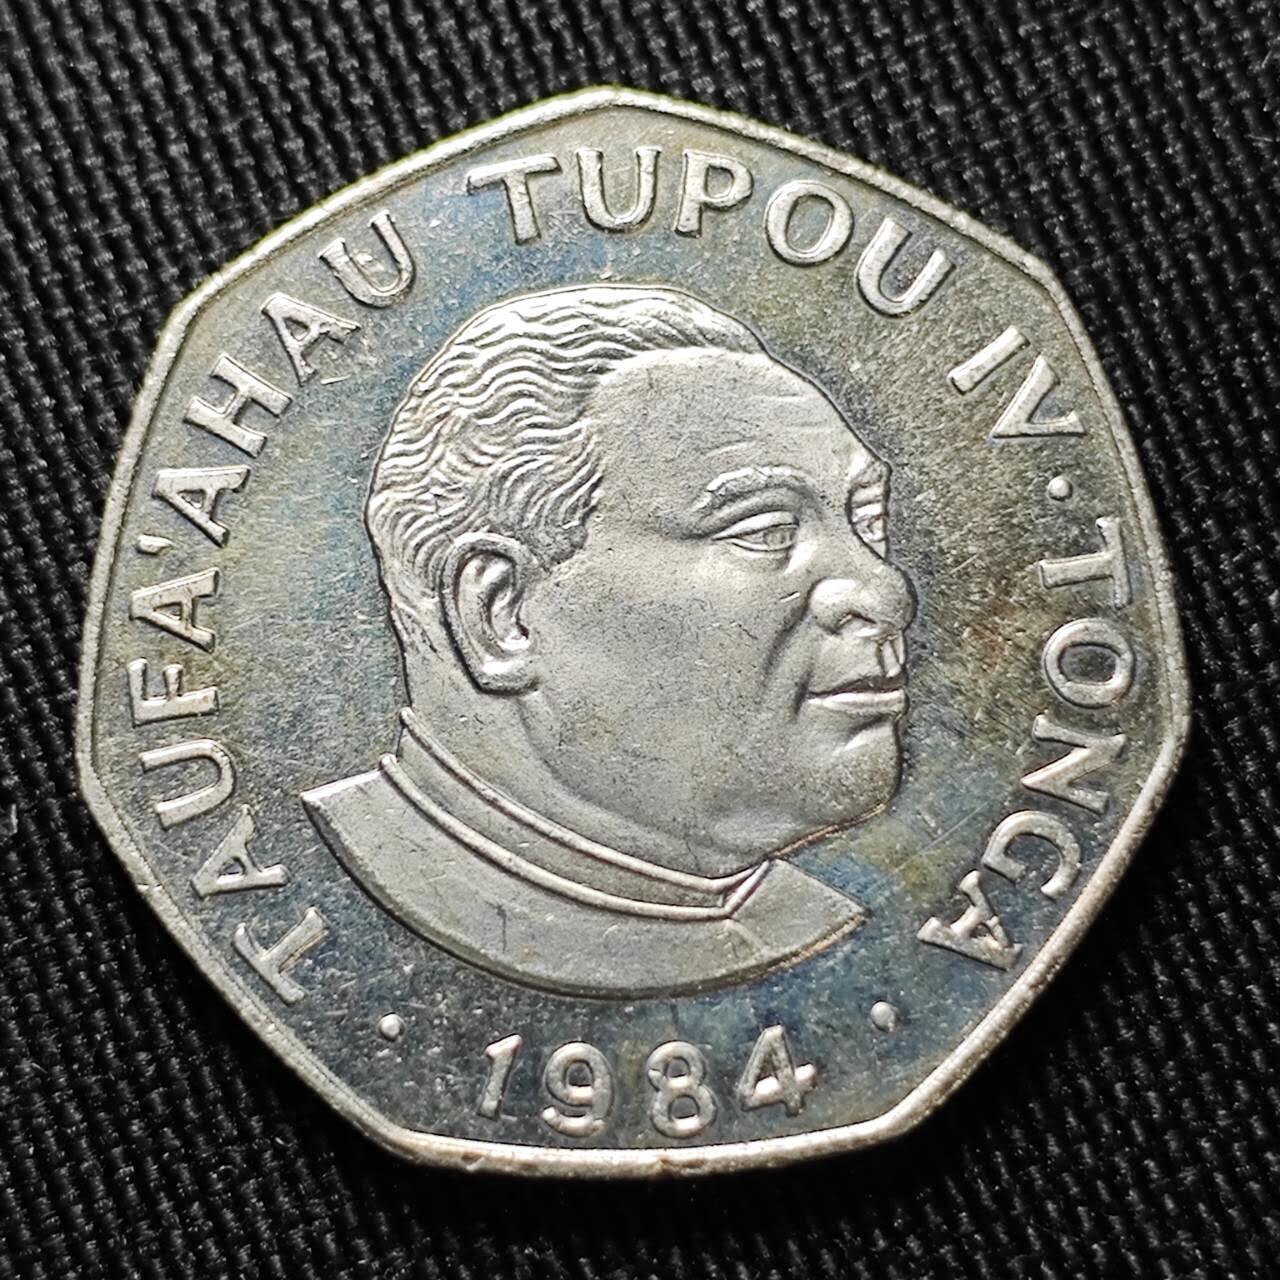 TAUFA'AHAU TUPOU IV · TONGA
· 1984 ·